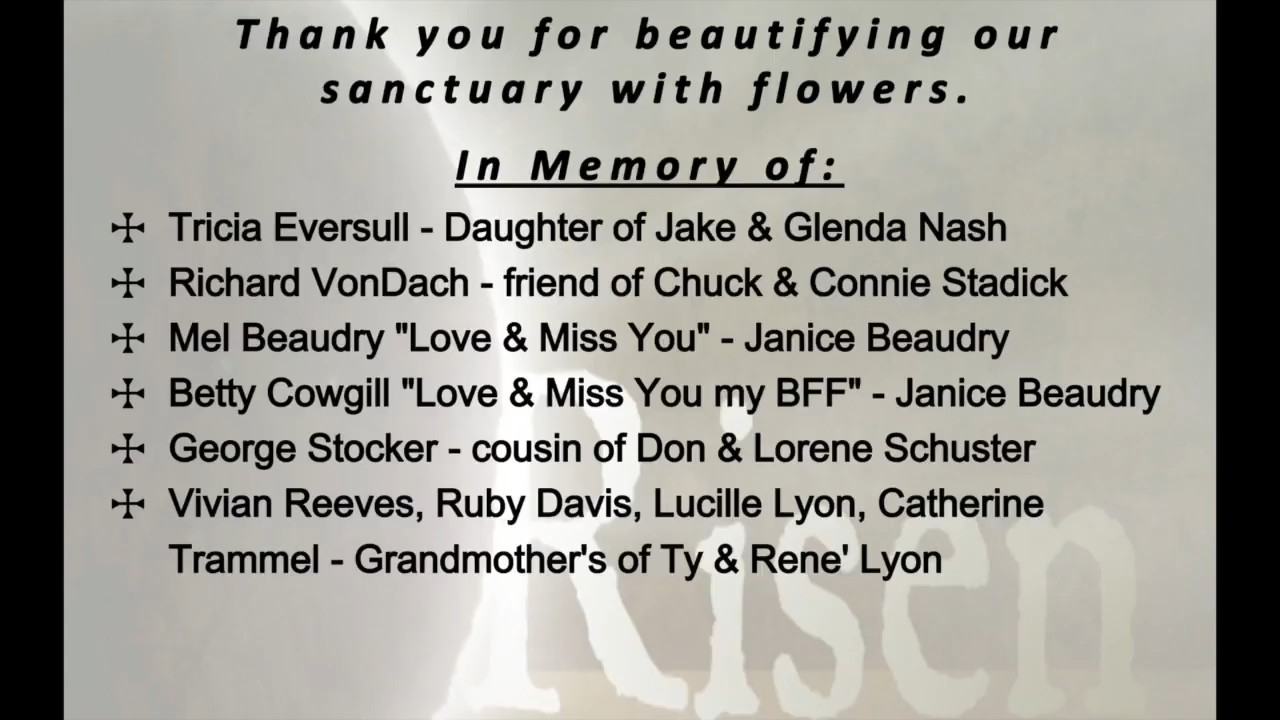 Thank you for beautifying our
sanctuary with flowers.
In Memory of:
Tricia Eversull - Daughter of Jake & Glenda Nash
Richard VonDach - friend of Chuck & Connie Stadick
Mel Beaudry "Love & Miss You" - Janice Beaudry
Betty Cowgill "Love & Miss You my BFF" - Janice Beaudry
George Stocker - cousin of Don & Lorene Schuster
Vivian Reeves, Ruby Davis, Lucille Lyon, Catherine
Trammel - Grandmother's of Ty & Rene' Lyon
Risen